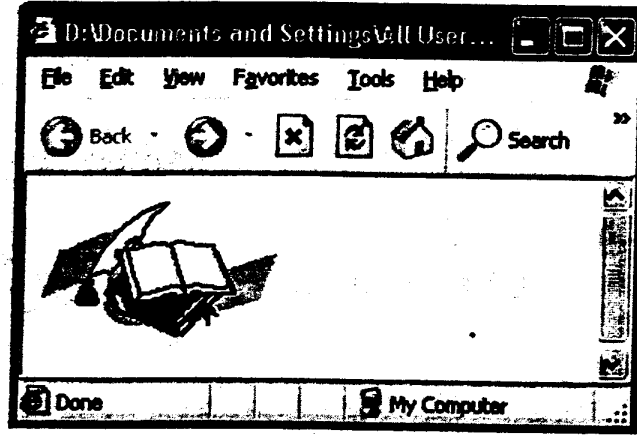 D:\Documents and Settings\All User...
File Edit View Favorites Tools Help
Back Search »
Done My Computer